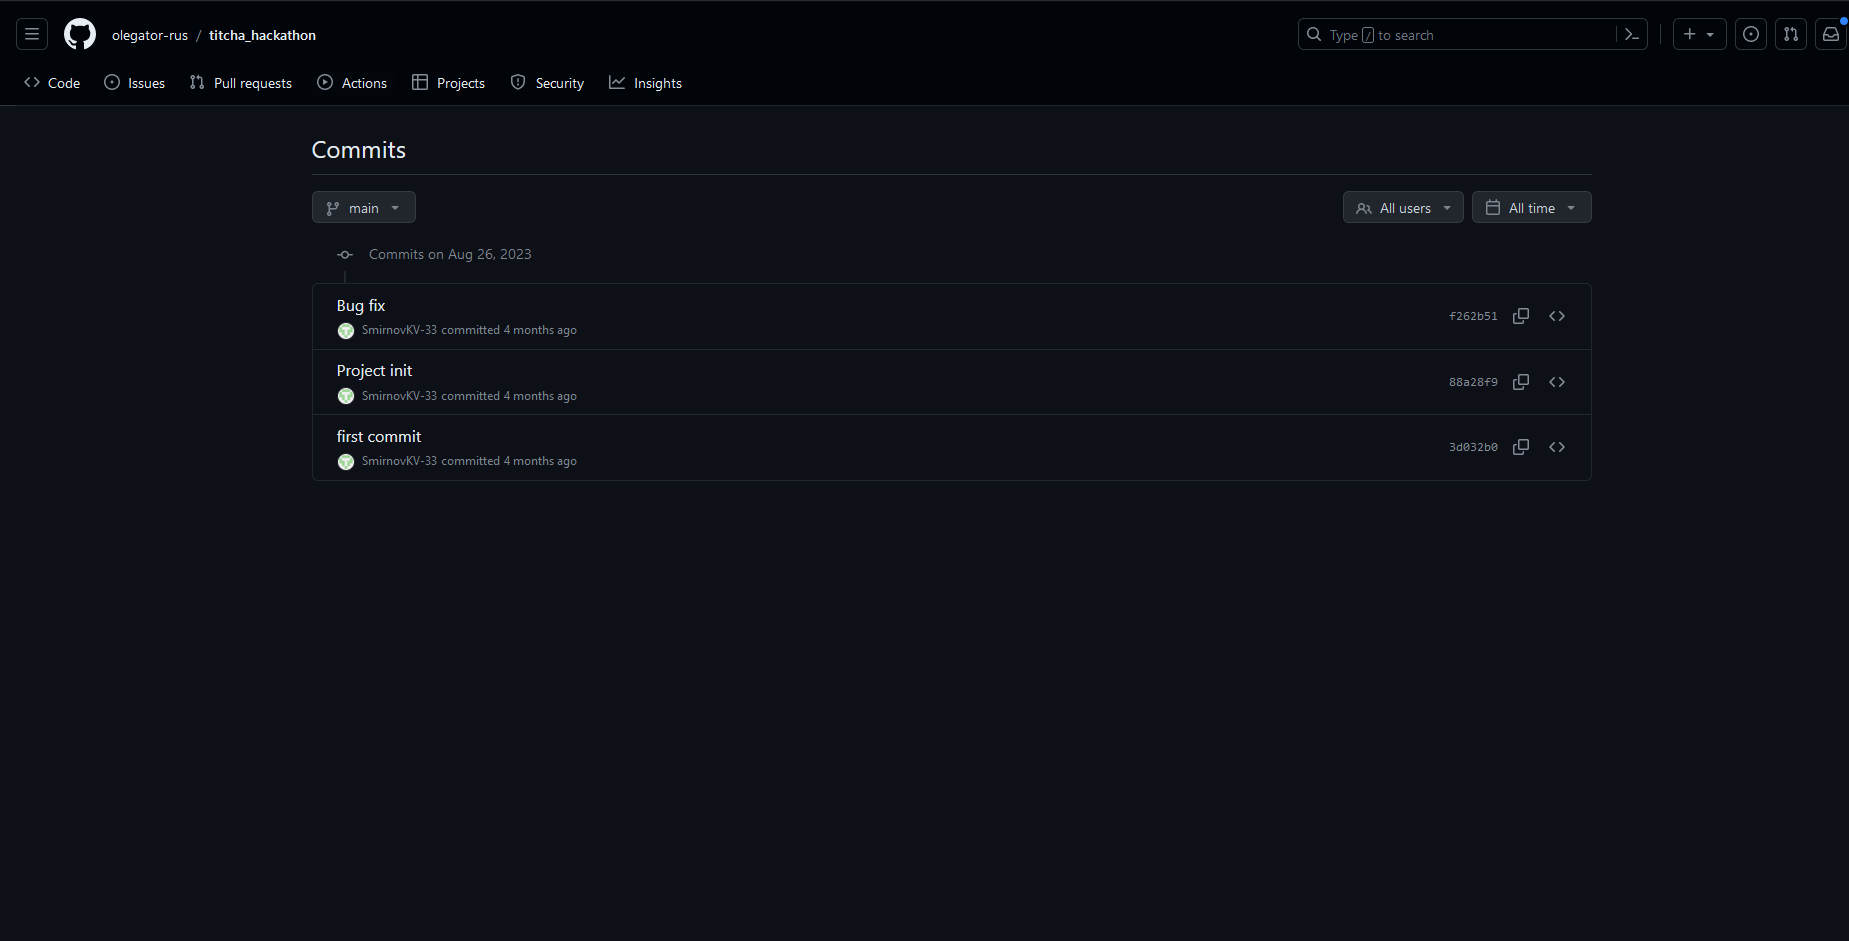 olegator-rus / titcha_hackathon
Type / to search
Code Issues Pull requests Actions Projects Security Insights
Commits
main
All users All time
Commits on Aug 26, 2023
Bug fix
SmirnovKV-33 committed 4 months ago
f262b51
Project init
SmirnovKV-33 committed 4 months ago
88a28f9
first commit
SmirnovKV-33 committed 4 months ago
3d032b0